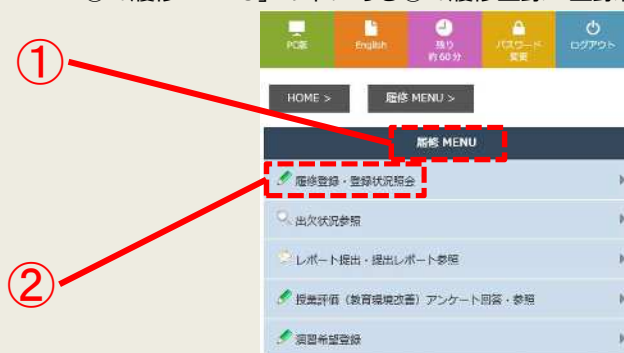 PC版
English
残り
約60分
パスワード
変更
ログアウト
①
HOME >
履修 MENU >
履修 MENU
履修登録・登録状況照会
出欠状況参照
レポート提出・提出レポート参照
②
授業評価（教育環境改善）アンケート回答・参照
演習希望登録